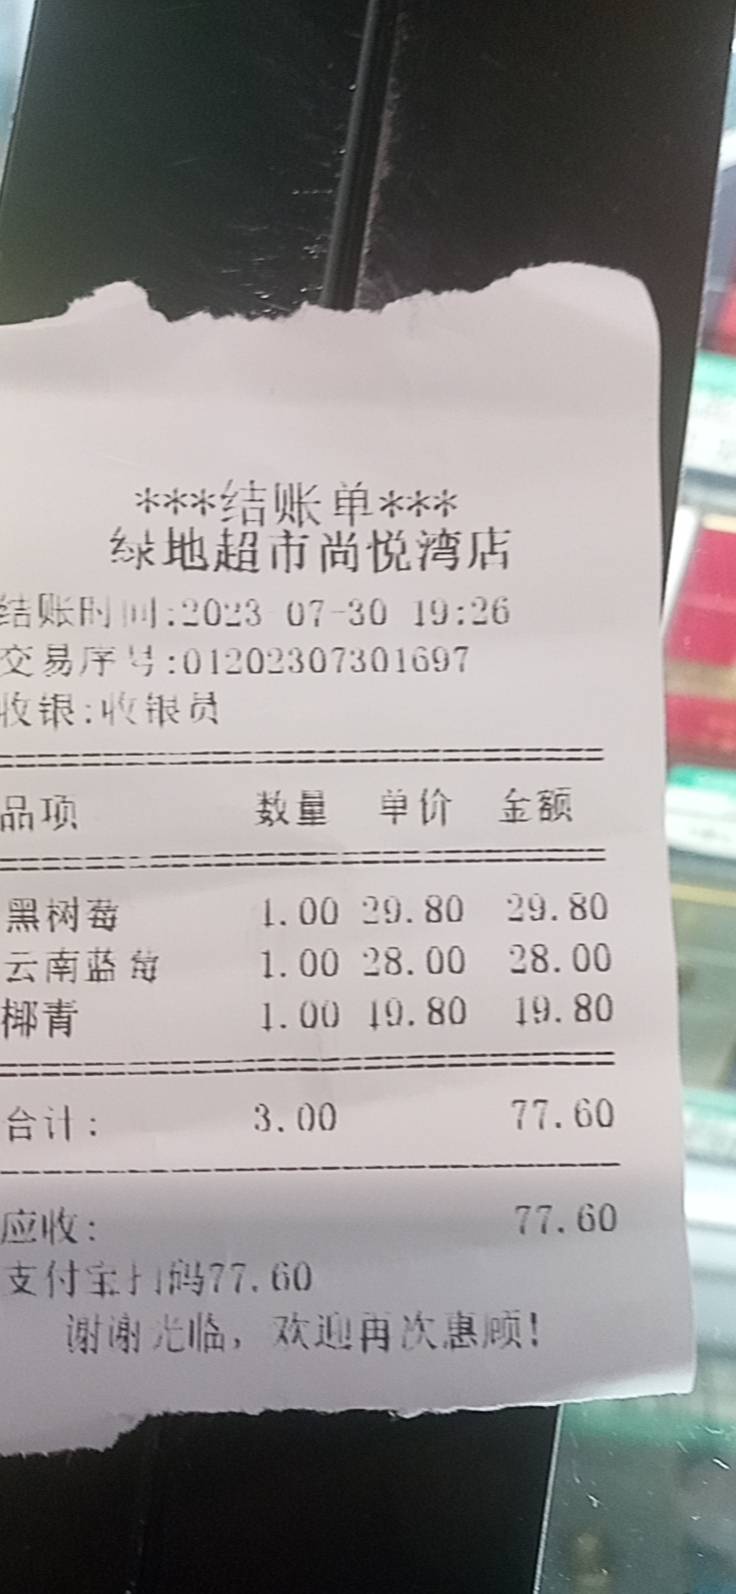 ***结账单***
绿地超市尚悦湾店
结账时间:2023-07-30 19:26
交易序号:01202307301697
收银:收银员
品项 数量 单价 金额
黑树莓 1.00 29.80 29.80
云南蓝莓 1.00 28.00 28.00
椰青 1.00 19.80 19.80
合计: 3.00 77.60
应收: 77.60
支付宝扫码77.60
谢谢光临，欢迎再次惠顾!